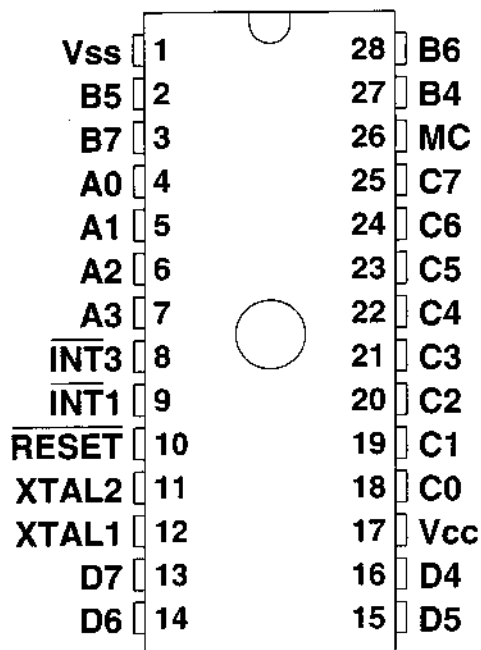 Vss 1 28 B6
B5 2 27 B4
B7 3 26 MC
A0 4 25 C7
A1 5 24 C6
A2 6 23 C5
A3 7 22 C4
INT3 8 21 C3
INT1 9 20 C2
RESET 10 19 C1
XTAL2 11 18 C0
XTAL1 12 17 Vcc
D7 13 16 D4
D6 14 15 D5